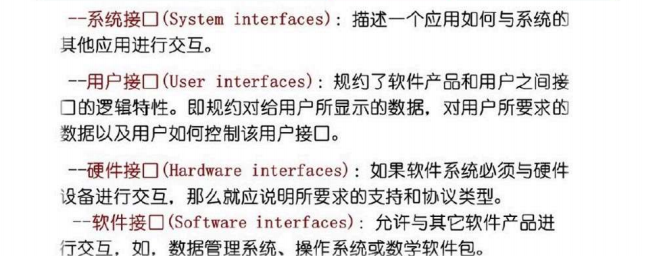 --系统接口(System interfaces)：描述一个应用如何与系统的
其他应用进行交互。
--用户接口(User interfaces)：规约了软件产品和用户之间接
口的逻辑特性。即规约对给用户所显示的数据，对用户所要求的
数据以及用户如何控制该用户接口。
--硬件接口(Hardware interfaces)：如果软件系统必须与硬件
设备进行交互，那么就应说明所要求的支持和协议类型。
--软件接口(Software interfaces)：允许与其它软件产品进
行交互，如，数据管理系统、操作系统或数学软件包。